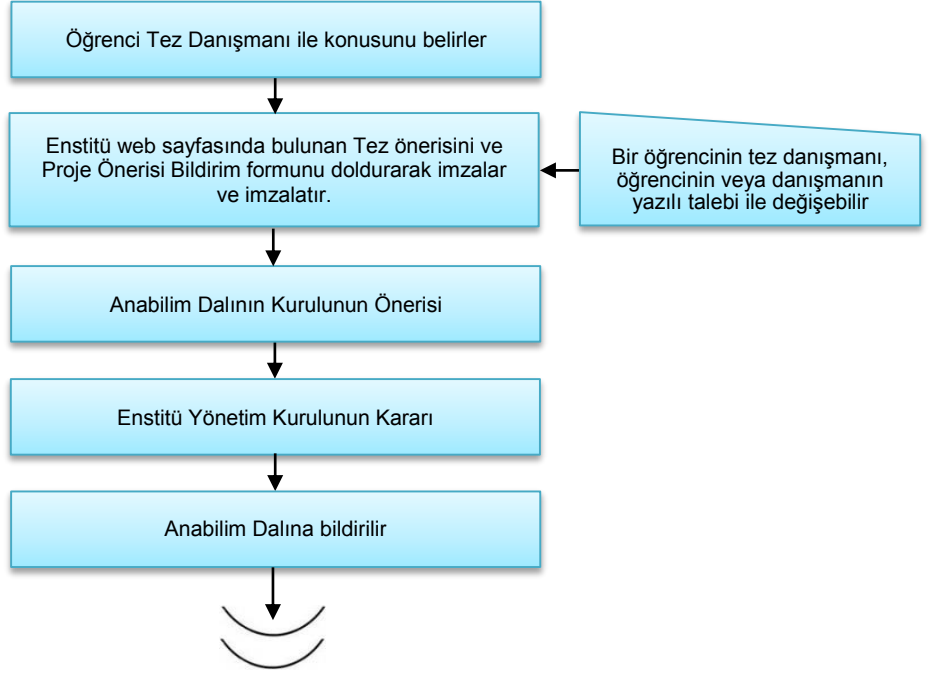 Öğrenci Tez Danışmanı ile konusunu belirler
Enstitü web sayfasında bulunan Tez önerisini ve
Proje Önerisi Bildirim formunu doldurarak imzalar
ve imzalatır.
Bir öğrencinin tez danışmanı,
öğrencinin veya danışmanın
yazılı talebi ile değişebilir
Anabilim Dalının Kurulunun Önerisi
Enstitü Yönetim Kurulunun Kararı
Anabilim Dalına bildirilir